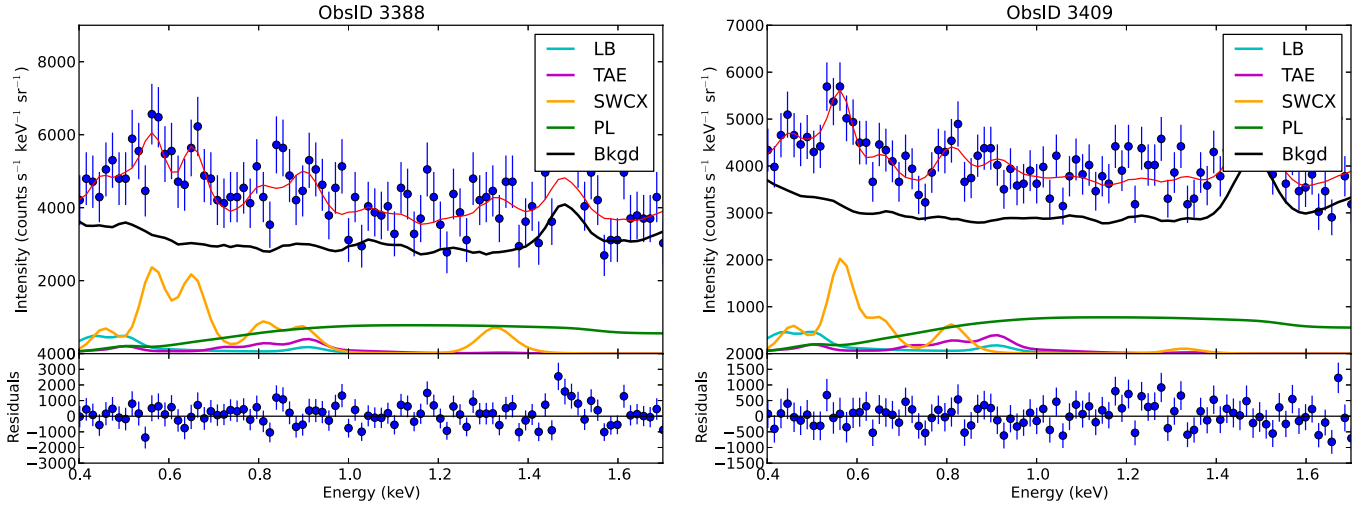 ObsID 3388
Intensity (counts s⁻¹ keV⁻¹ sr⁻¹)
8000
6000
4000
2000
4000
LB
TAE
SWCX
PL
Bkgd
Residuals
3000
2000
1000
0
−1000
−2000
−3000
0.4 0.6 0.8 1.0 1.2 1.4 1.6
Energy (keV)
ObsID 3409
Intensity (counts s⁻¹ keV⁻¹ sr⁻¹)
7000
6000
5000
4000
3000
2000
1000
2000
LB
TAE
SWCX
PL
Bkgd
Residuals
1500
1000
500
0
−500
−1000
−1500
0.4 0.6 0.8 1.0 1.2 1.4 1.6
Energy (keV)